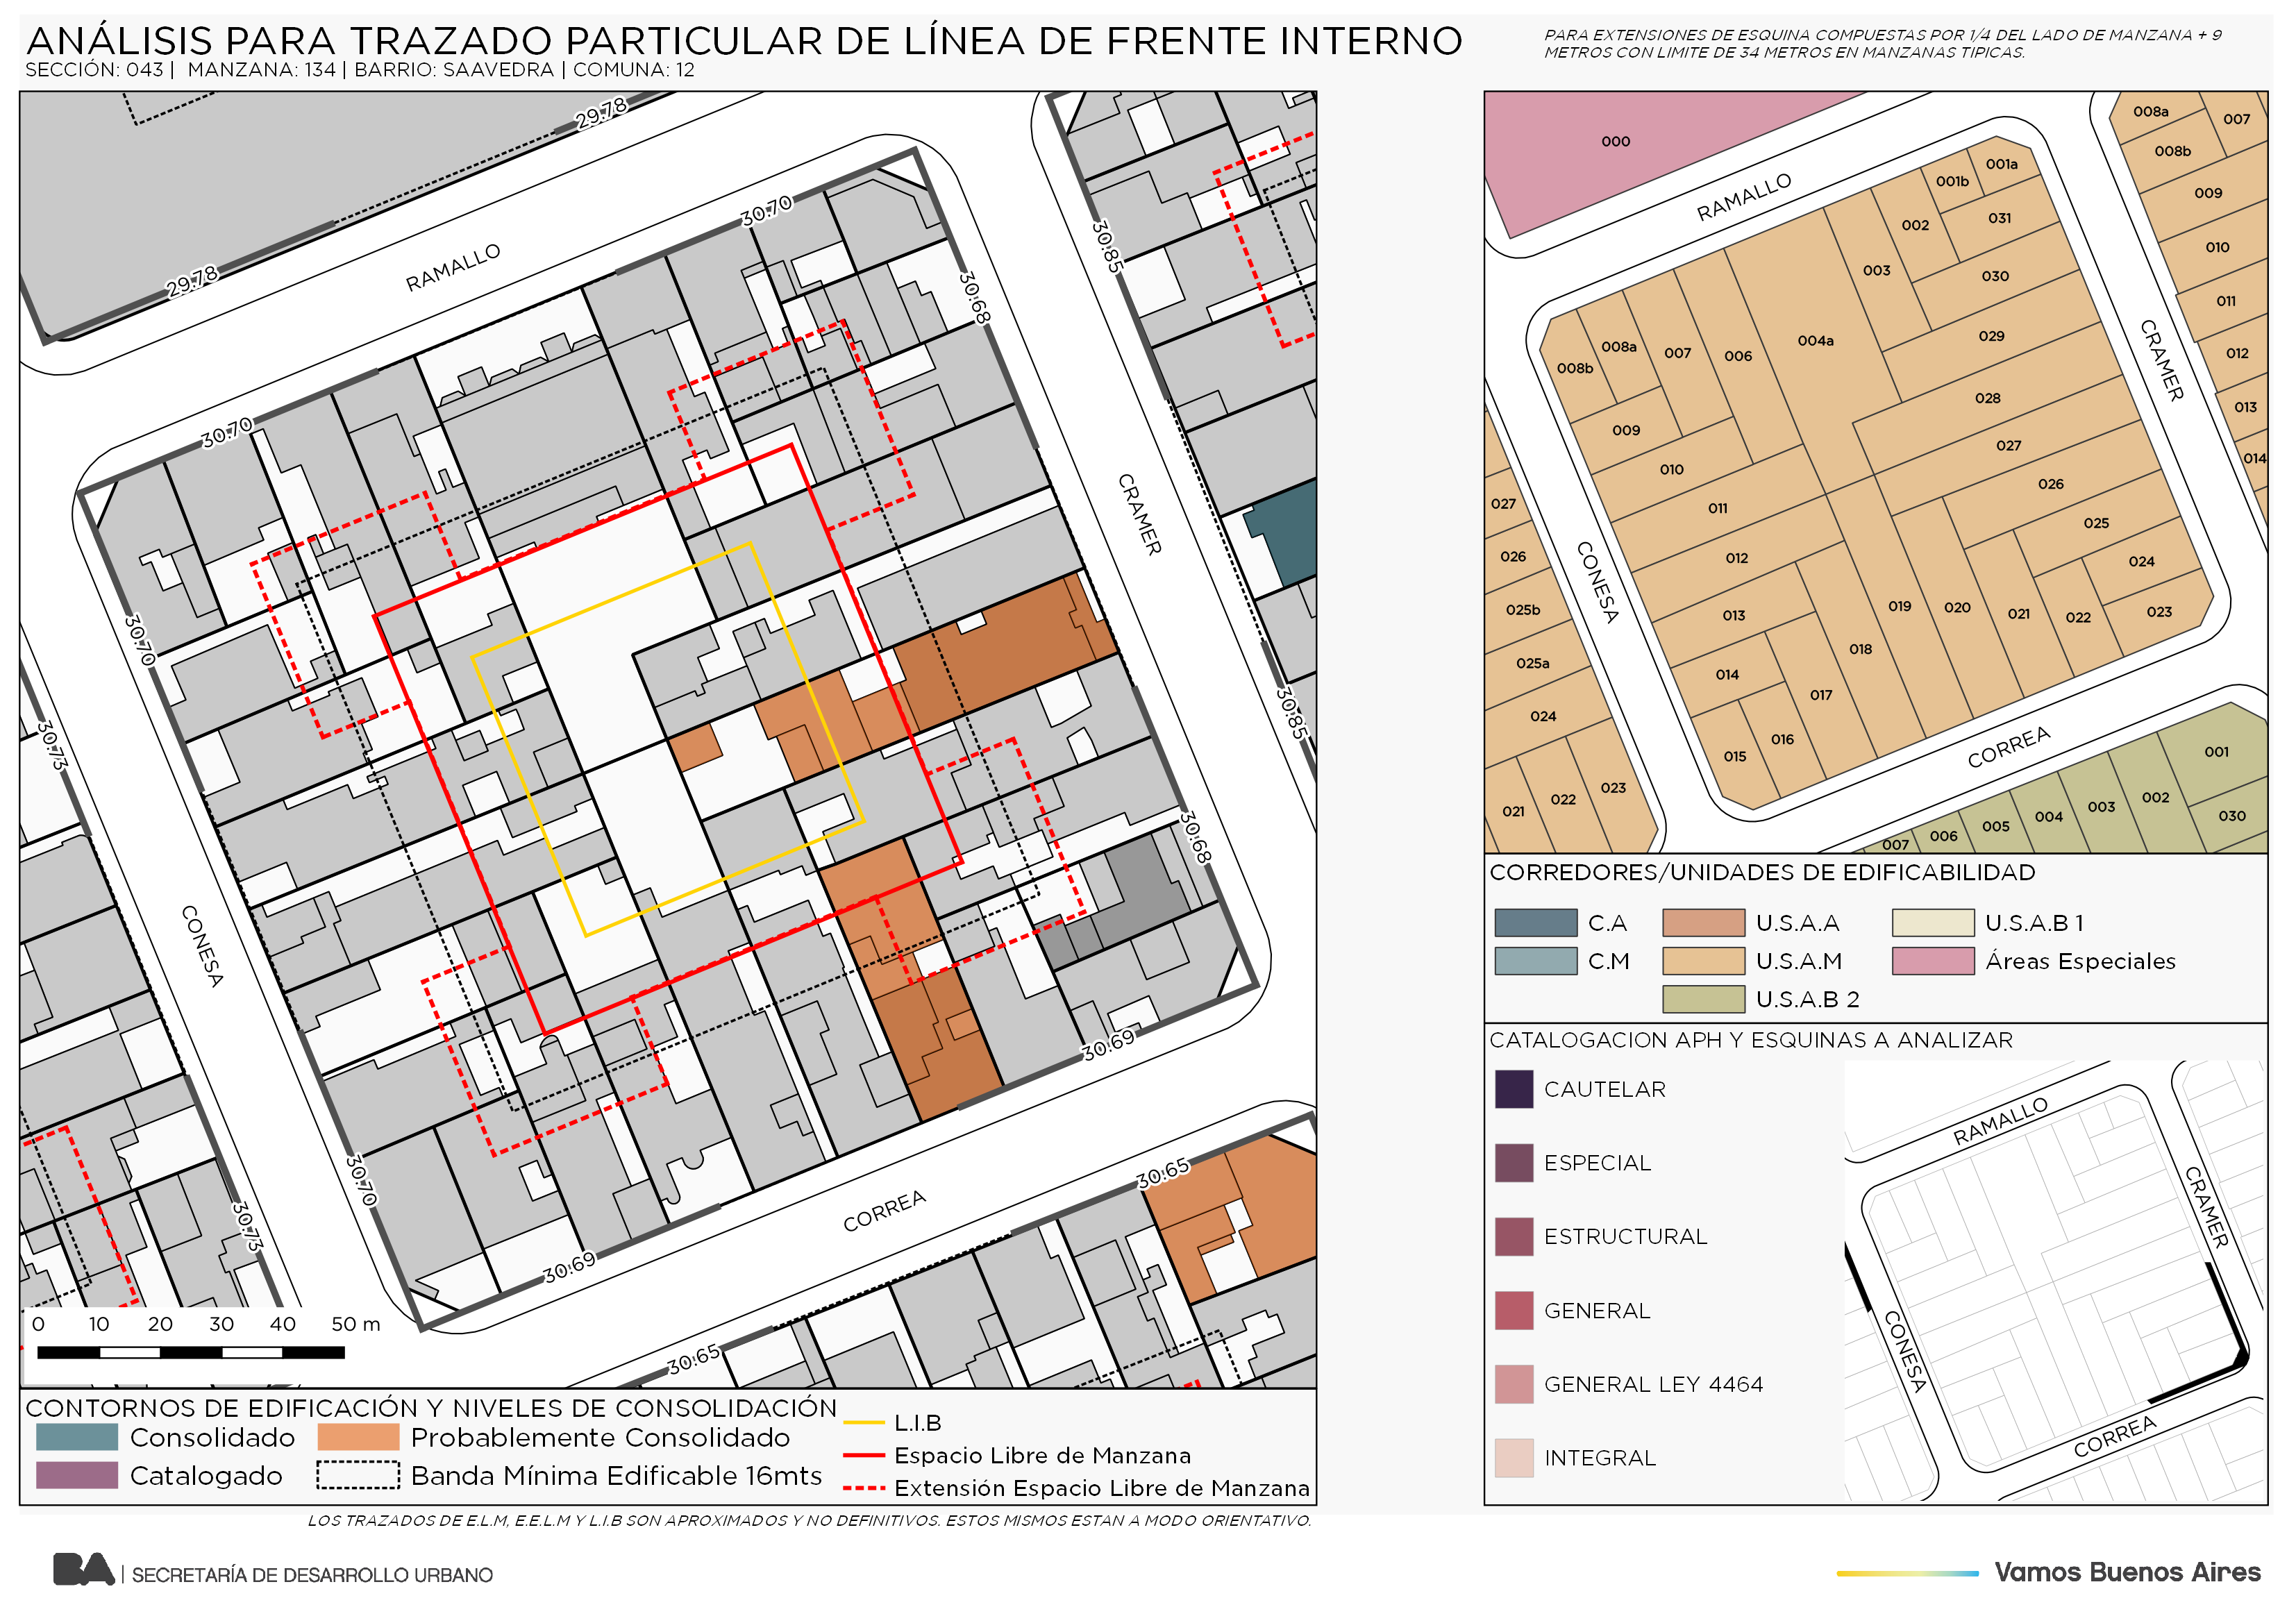 ANÁLISIS PARA TRAZADO PARTICULAR DE LÍNEA DE FRENTE INTERNO
SECCIÓN: 043 | MANZANA: 134 | BARRIO: SAAVEDRA | COMUNA: 12
PARA EXTENSIONES DE ESQUINA COMPUESTAS POR 1/4 DEL LADO DE MANZANA + 9
METROS CON LIMITE DE 34 METROS EN MANZANAS TIPICAS.
29.78
29.78
RAMALLO
30.70
30.70
30.68
30.85
CRAMER
30.70
30.73
30.85
CONESA
30.68
30.69
30.70
30.73
CORREA
30.65
30.69
30.65
0 10 20 30 40 50 m
CONTORNOS DE EDIFICACIÓN Y NIVELES DE CONSOLIDACIÓN
Consolidado
Probablemente Consolidado
Catalogado
Banda Mínima Edificable 16mts
L.I.B
Espacio Libre de Manzana
Extensión Espacio Libre de Manzana
LOS TRAZADOS DE E.L.M, E.E.L.M Y L.I.B SON APROXIMADOS Y NO DEFINITIVOS. ESTOS MISMOS ESTAN A MODO ORIENTATIVO.
000
RAMALLO
008a
007
008b
009
010
011
012
013
014
001a
001b
031
002
030
003
029
004a
028
006
027
007
026
008a
025
008b
024
009
023
010
022
011
021
012
020
013
019
014
018
015
016
017
CRAMER
CONESA
CORREA
027
026
025b
025a
024
023
022
021
001
002
003
004
005
006
007
030
CORREDORES/UNIDADES DE EDIFICABILIDAD
C.A
U.S.A.A
U.S.A.B 1
C.M
U.S.A.M
Áreas Especiales
U.S.A.B 2
CATALOGACION APH Y ESQUINAS A ANALIZAR
CAUTELAR
ESPECIAL
ESTRUCTURAL
GENERAL
GENERAL LEY 4464
INTEGRAL
RAMALLO
CRAMER
CONESA
CORREA
BA | SECRETARÍA DE DESARROLLO URBANO
Vamos Buenos Aires